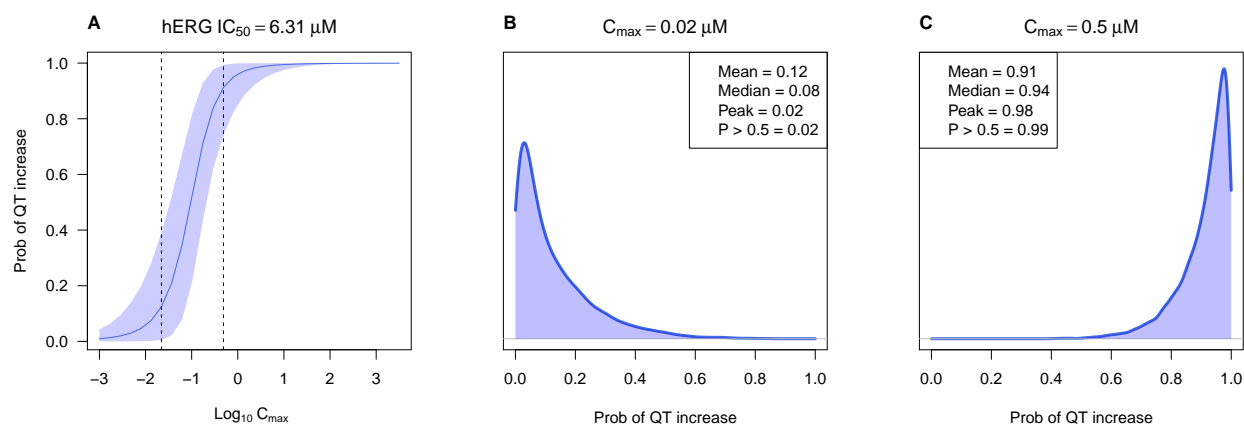 A
hERG IC50 = 6.31 µM
Prob of QT increase
1.0
0.8
0.6
0.4
0.2
0.0
−3 −2 −1 0 1 2 3
Log10 Cmax
B
Cmax = 0.02 µM
Mean = 0.12
Median = 0.08
Peak = 0.02
P > 0.5 = 0.02
0.0 0.2 0.4 0.6 0.8 1.0
Prob of QT increase
C
Cmax = 0.5 µM
Mean = 0.91
Median = 0.94
Peak = 0.98
P > 0.5 = 0.99
0.0 0.2 0.4 0.6 0.8 1.0
Prob of QT increase